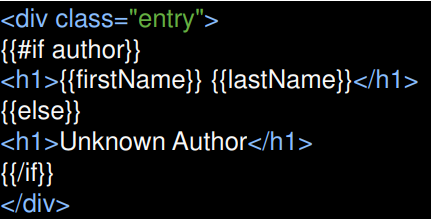 <div class="entry">
{{#if author}}
<h1>{{firstName}} {{lastName}}</h1>
{{else}}
<h1>Unknown Author</h1>
{{/if}}
</div>